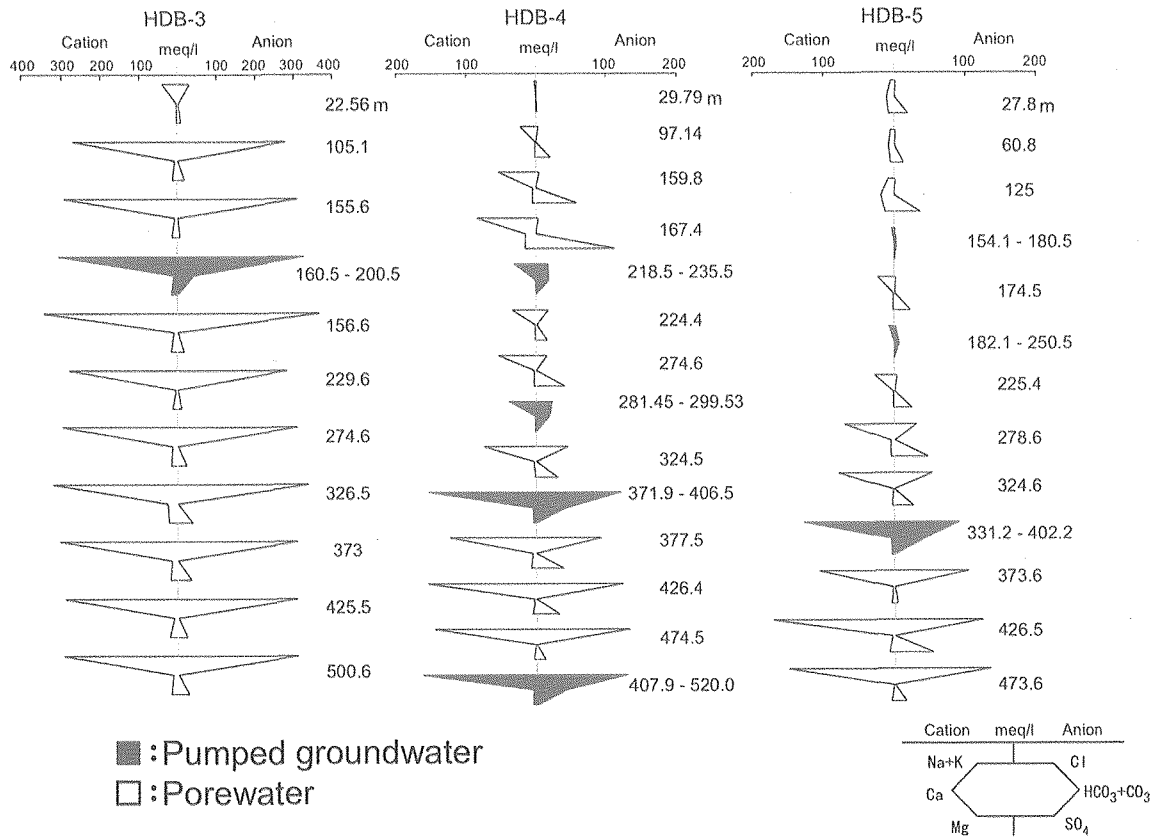 HDB-3
Cation meq/l Anion
400 300 200 100 100 200 300 400
22.56 m
105.1
155.6
160.5 - 200.5
156.6
229.6
274.6
326.5
373
425.5
500.6
HDB-4
Cation meq/l Anion
200 100 100 200
29.79 m
97.14
159.8
167.4
218.5 - 235.5
224.4
274.6
281.45 - 299.53
324.5
371.9 - 406.5
377.5
426.4
474.5
407.9 - 520.0
HDB-5
Cation meq/l Anion
200 100 100 200
27.8 m
60.8
125
154.1 - 180.5
174.5
182.1 - 250.5
225.4
278.6
324.6
331.2 - 402.2
373.6
426.5
473.6
: Pumped groundwater
: Porewater
Cation meq/l Anion
Na+K Cl
Ca HCO₃+CO₃
Mg SO₄